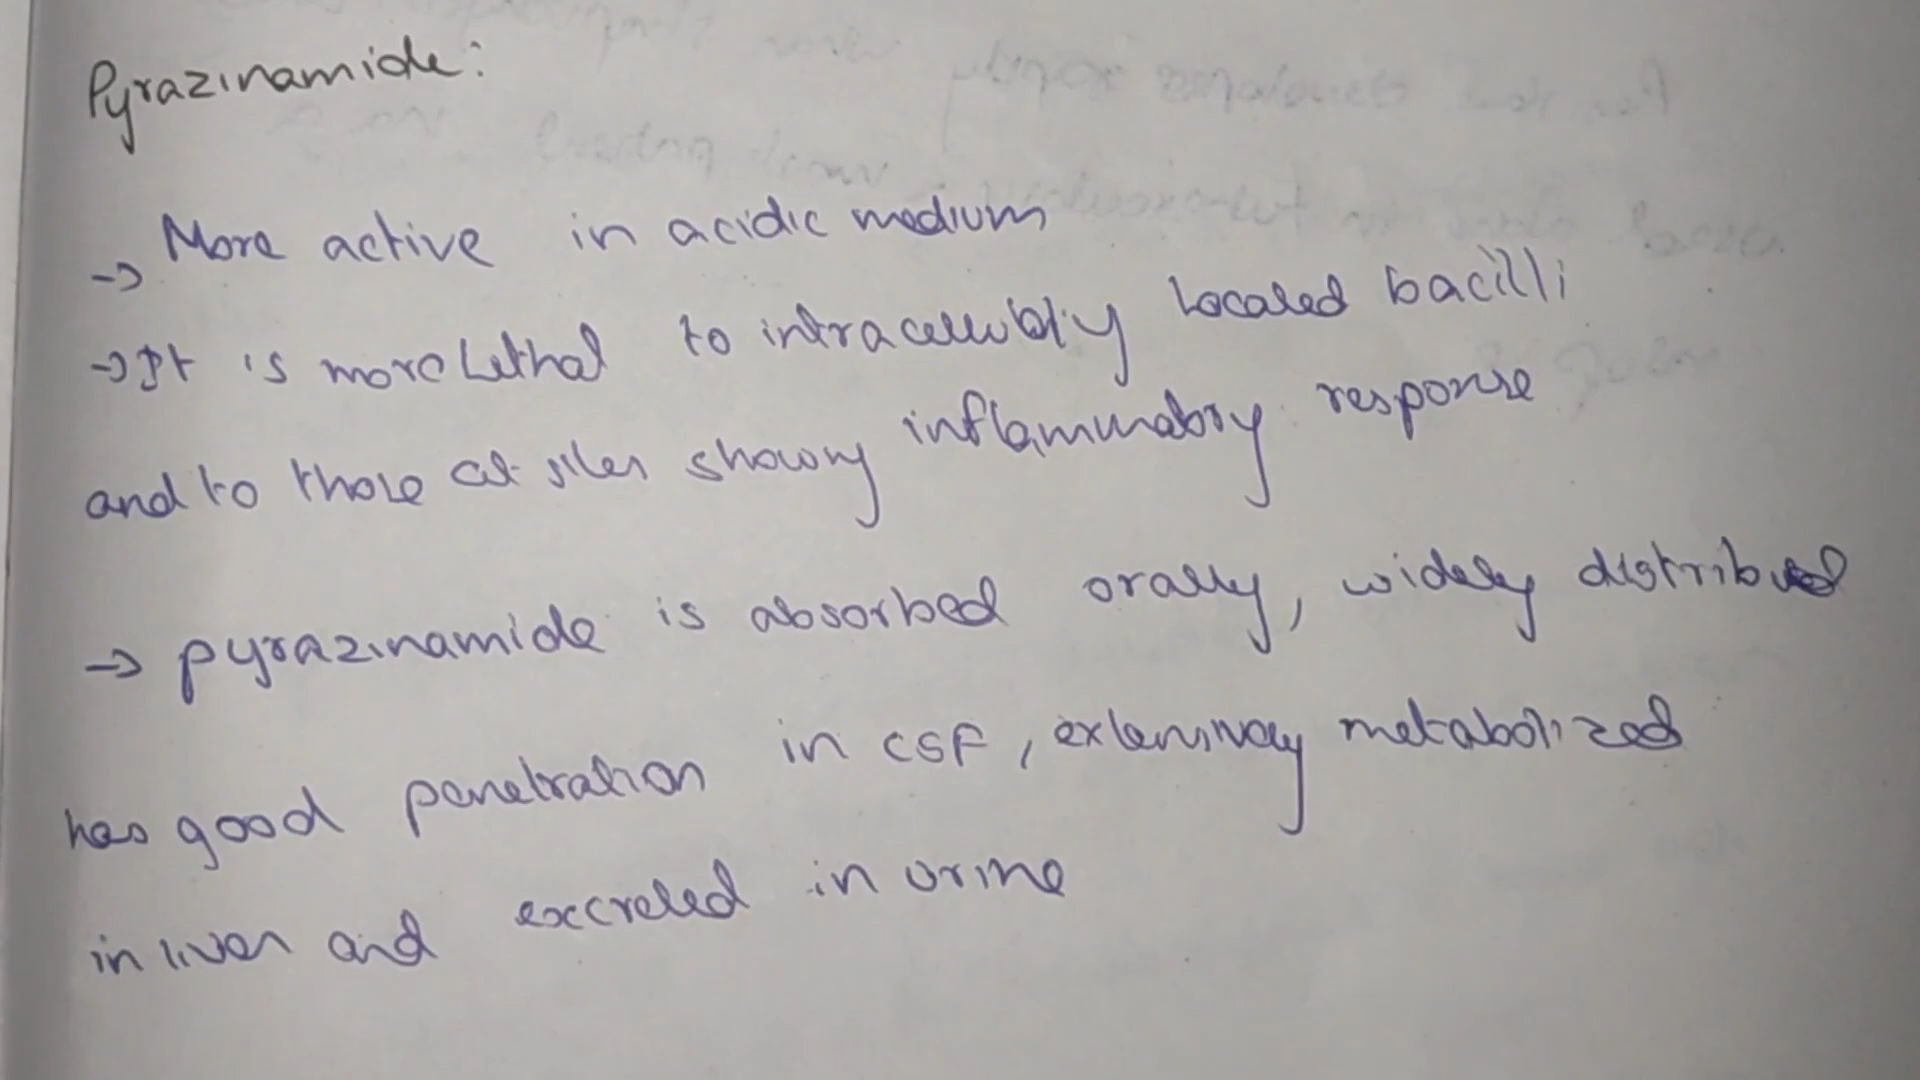 Pyrazinamide:
→ More active in acidic medium
→ It is more Lethal to intracellularly Located bacilli
and to those at sites showing inflammatory response
→ pyrazinamide is absorbed orally, widely distributed
has good penetration in CSF, extensively metabolized
in liver and excreted in urine